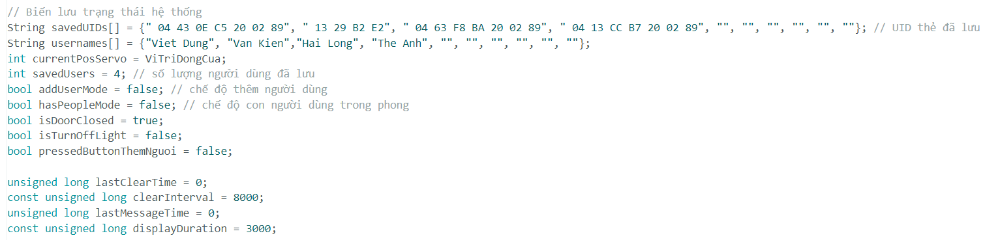 // Biến lưu trạng thái hệ thống
String savedUIDs[] = {" 04 43 0E C5 20 02 89", " 13 29 B2 E2", " 04 63 F8 BA 20 02 89", " 04 13 CC B7 20 02 89", "", "", "", "", "", ""}; // UID thẻ đã lưu
String usernames[] = {"Viet Dung", "Van Kien","Hai Long", "The Anh", "", "", "", "", "", ""};
int currentPosServo = ViTriDongCua;
int savedUsers = 4; // số lượng người dùng đã lưu
bool addUserMode = false; // chế độ thêm người dùng
bool hasPeopleMode = false; // chế độ con người dùng trong phong
bool isDoorClosed = true;
bool isTurnOffLight = false;
bool pressedButtonThemNguoi = false;

unsigned long lastClearTime = 0;
const unsigned long clearInterval = 8000;
unsigned long lastMessageTime = 0;
const unsigned long displayDuration = 3000;